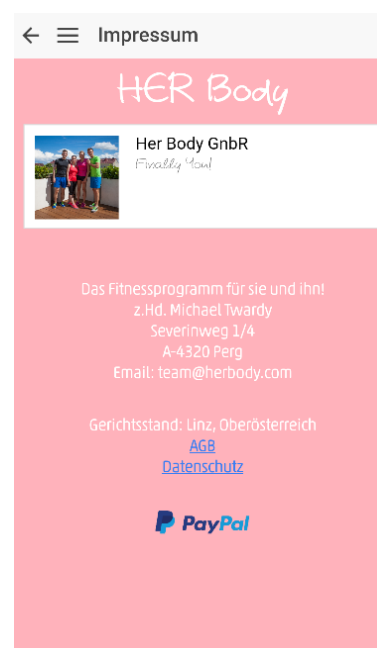 Impressum
HER Body
Her Body GnbR
Finally You!
Das Fitnessprogramm für sie und ihn!
z.Hd. Michael Twardy
Severinweg 1/4
A-4320 Perg
Email: team@herbody.com
Gerichtsstand: Linz, Oberösterreich
AGB
Datenschutz
PayPal